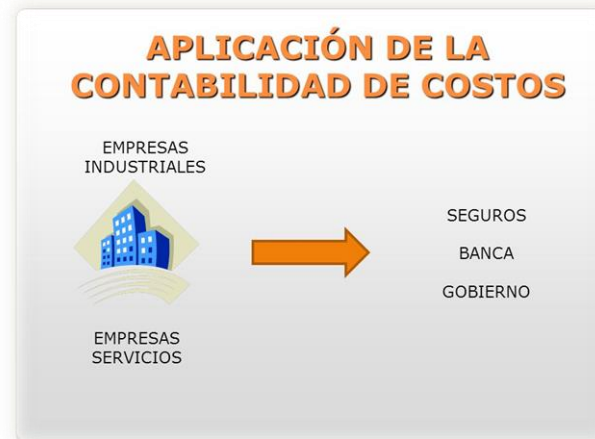 APLICACIÓN DE LA
CONTABILIDAD DE COSTOS
EMPRESAS
INDUSTRIALES
SEGUROS
BANCA
GOBIERNO
EMPRESAS
SERVICIOS